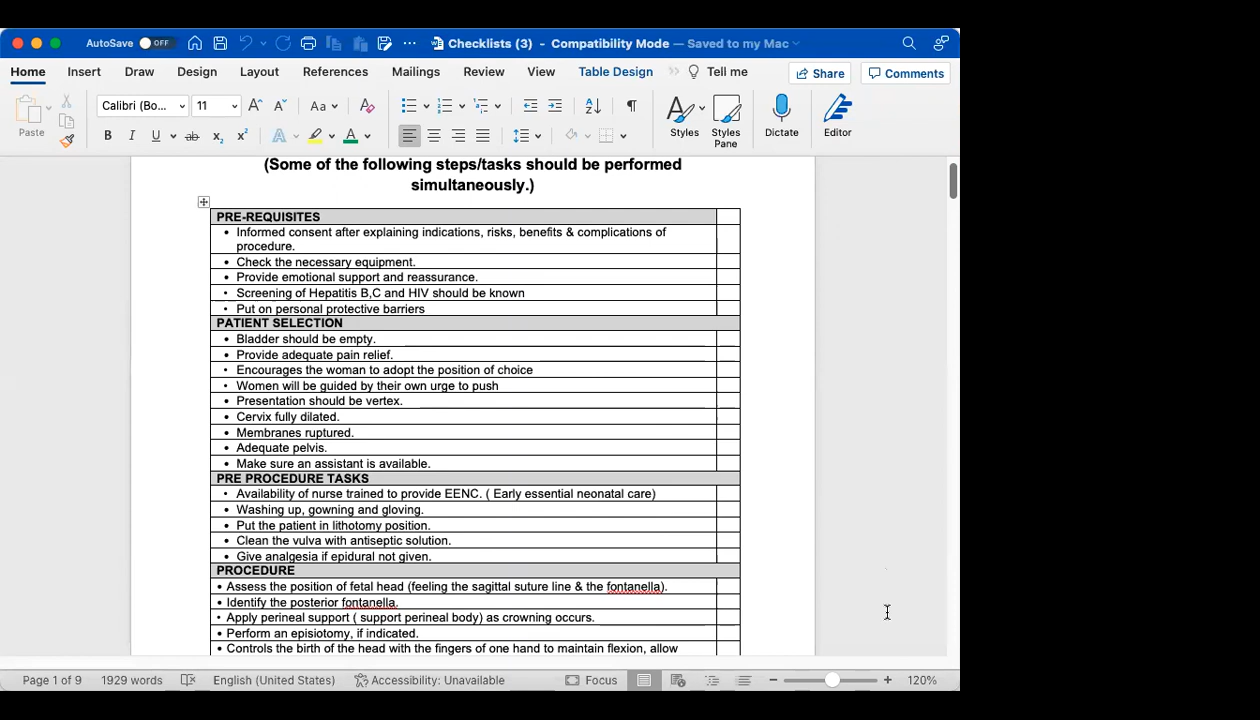 AutoSave OFF Checklists (3) - Compatibility Mode — Saved to my Mac
Home Insert Draw Design Layout References Mailings Review View Table Design Tell me Share Comments
Paste Calibri (Bo... 11 Styles Styles Pane Dictate Editor
(Some of the following steps/tasks should be performed
simultaneously.)
PRE-REQUISITES
• Informed consent after explaining indications, risks, benefits & complications of
procedure.
• Check the necessary equipment.
• Provide emotional support and reassurance.
• Screening of Hepatitis B,C and HIV should be known
• Put on personal protective barriers
PATIENT SELECTION
• Bladder should be empty.
• Provide adequate pain relief.
• Encourages the woman to adopt the position of choice
• Women will be guided by their own urge to push
• Presentation should be vertex.
• Cervix fully dilated.
• Membranes ruptured.
• Adequate pelvis.
• Make sure an assistant is available.
PRE PROCEDURE TASKS
• Availability of nurse trained to provide EENC. ( Early essential neonatal care)
• Washing up, gowning and gloving.
• Put the patient in lithotomy position.
• Clean the vulva with antiseptic solution.
• Give analgesia if epidural not given.
PROCEDURE
• Assess the position of fetal head (feeling the sagittal suture line & the fontanella).
• Identify the posterior fontanella.
• Apply perineal support ( support perineal body) as crowning occurs.
• Perform an episiotomy, if indicated.
• Controls the birth of the head with the fingers of one hand to maintain flexion, allow
Page 1 of 9 1929 words English (United States) Accessibility: Unavailable Focus 120%